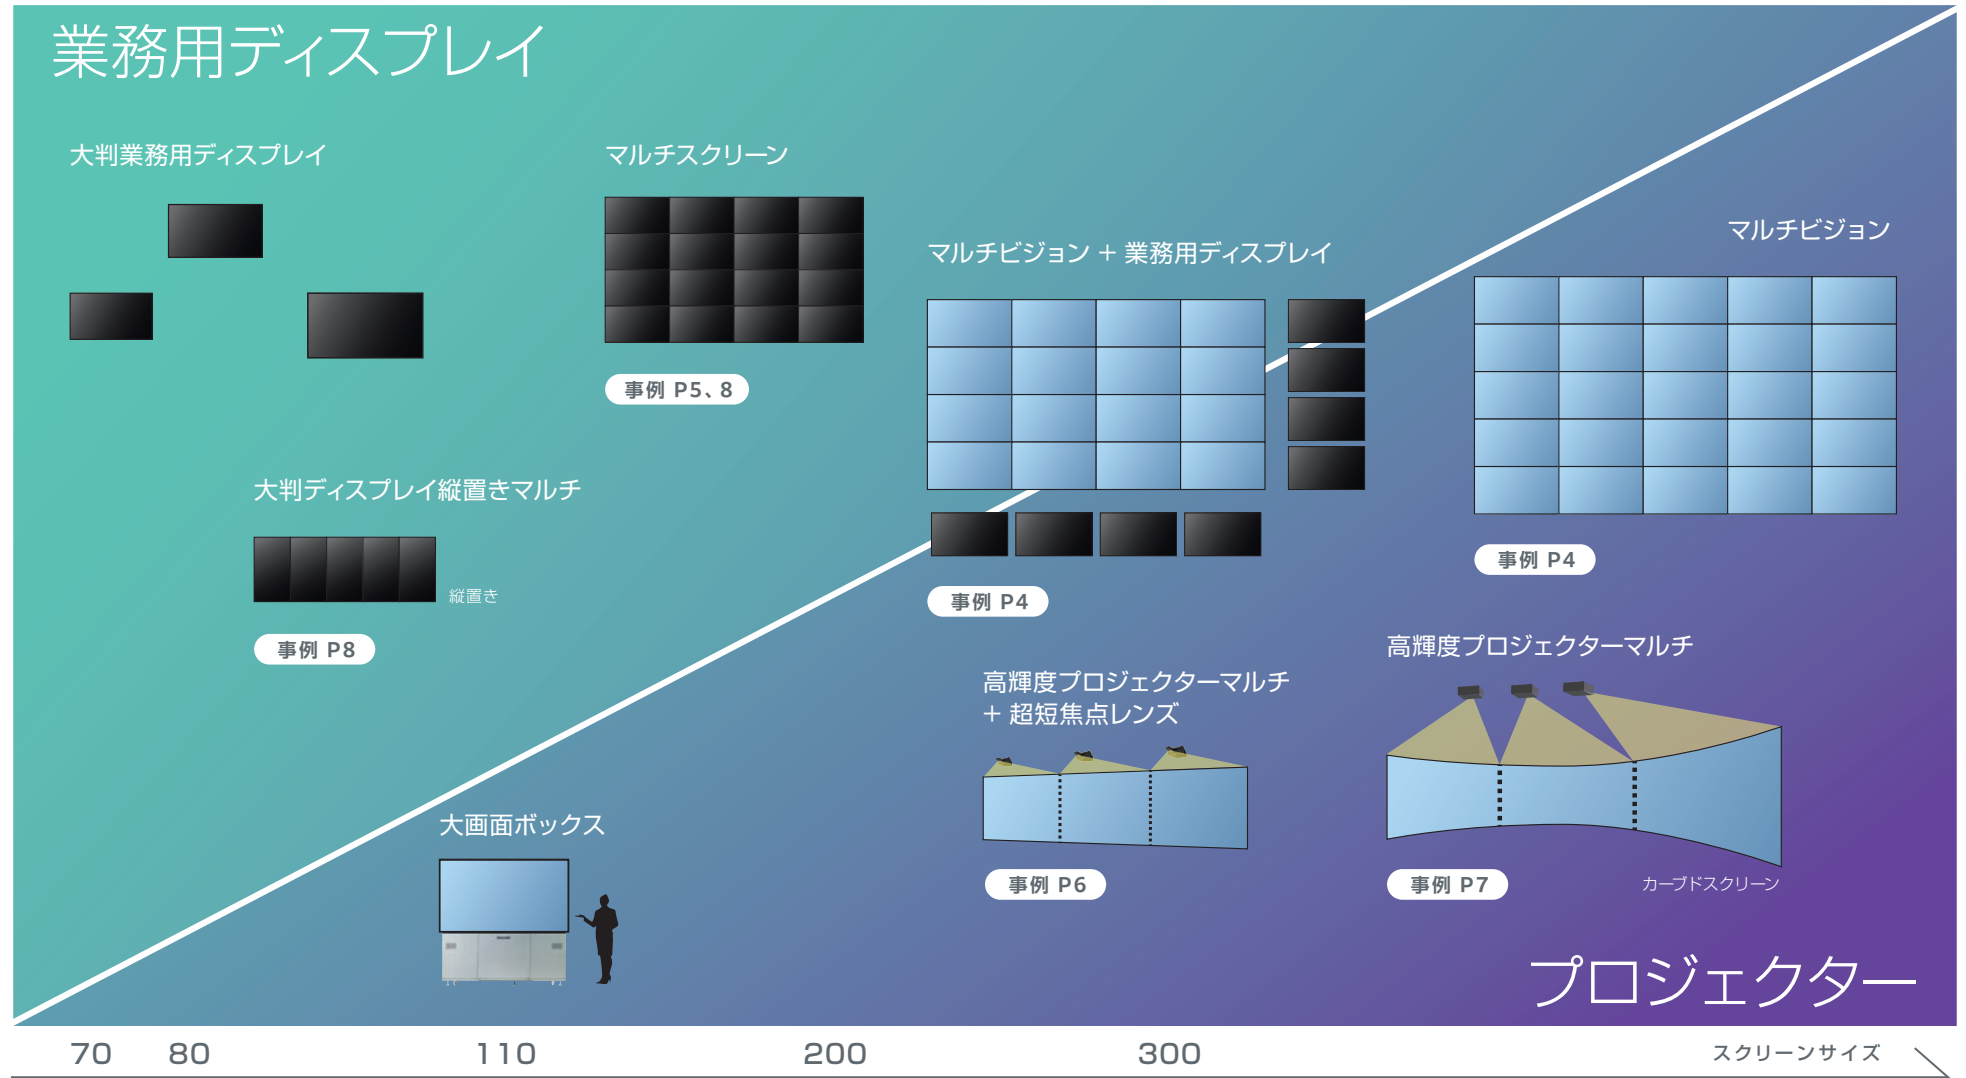 業務用ディスプレイ
大判業務用ディスプレイ
マルチスクリーン
事例 P5、8
マルチビジョン + 業務用ディスプレイ
事例 P4
マルチビジョン
事例 P4
大判ディスプレイ縦置きマルチ
縦置き
事例 P8
高輝度プロジェクターマルチ
+ 超短焦点レンズ
事例 P6
高輝度プロジェクターマルチ
事例 P7
カーブドスクリーン
大画面ボックス
プロジェクター
70 80 110 200 300 スクリーンサイズ